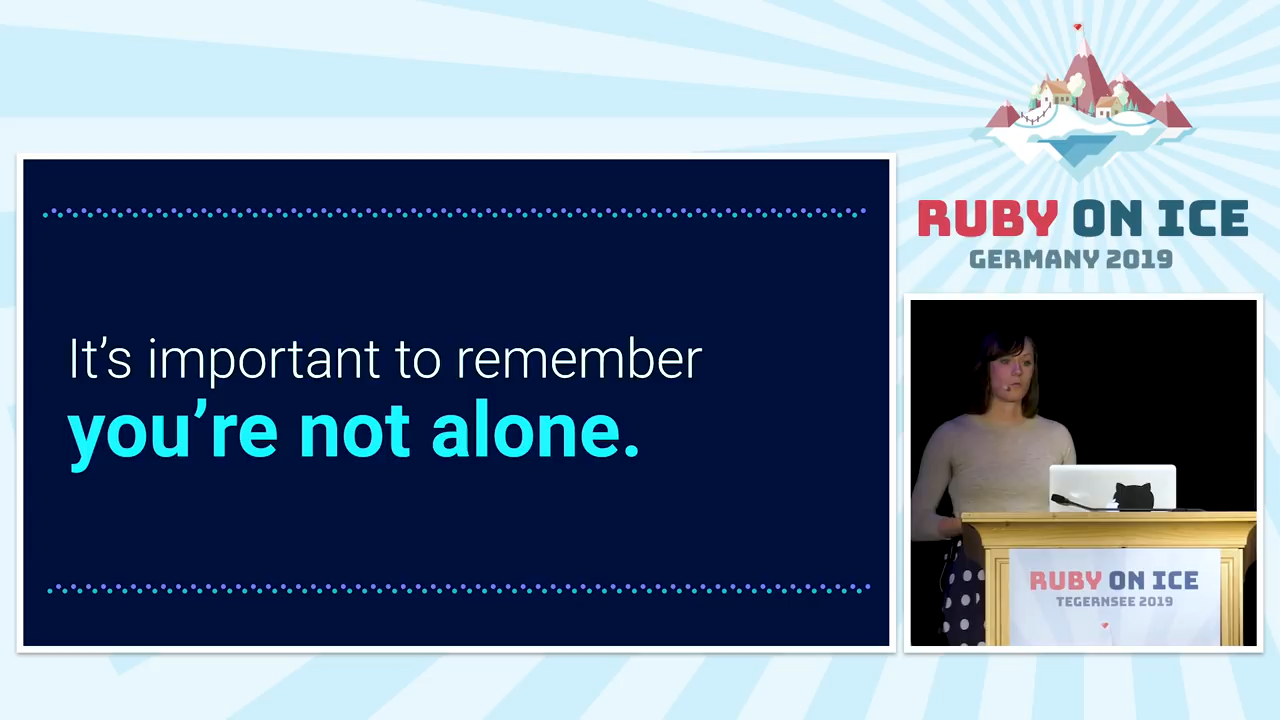 It's important to remember
you're not alone.
RUBY ON ICE
GERMANY 2019
RUBY ON ICE
TEGERNSEE 2019